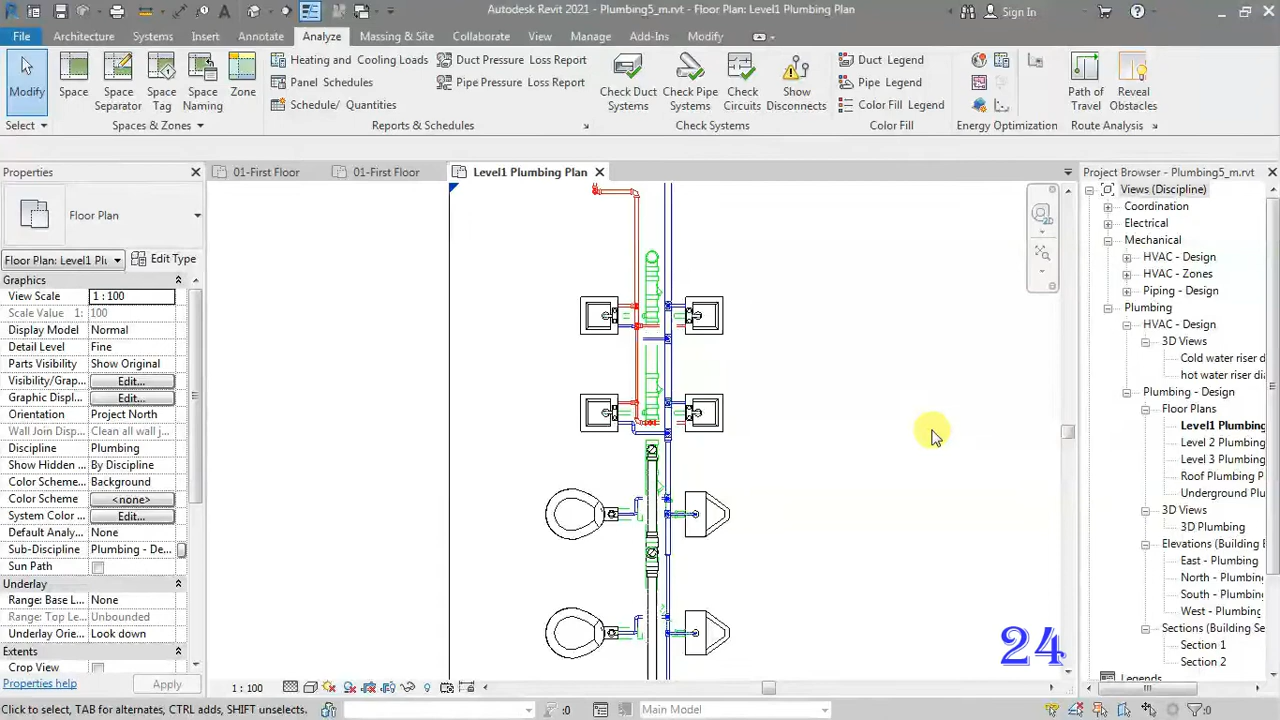 Autodesk Revit 2021 - Plumbing5_m.rvt - Floor Plan: Level1 Plumbing Plan
Sign In
File
Architecture
Systems
Insert
Annotate
Analyze
Massing & Site
Collaborate
View
Manage
Add-Ins
Modify
Modify
Space
Space Separator
Space Tag
Space Naming
Zone
Heating and Cooling Loads
Panel Schedules
Schedule/ Quantities
Duct Pressure Loss Report
Pipe Pressure Loss Report
Check Duct Systems
Check Pipe Systems
Check Circuits
Show Disconnects
Duct Legend
Pipe Legend
Color Fill Legend
Path of Travel
Reveal Obstacles
Select
Spaces & Zones
Reports & Schedules
Check Systems
Color Fill
Energy Optimization
Route Analysis
Properties
01-First Floor
01-First Floor
Level1 Plumbing Plan
Project Browser - Plumbing5_m.rvt
Floor Plan
Floor Plan: Level1 Plu
Edit Type
Graphics
View Scale 1 : 100
Scale Value 1: 100
Display Model Normal
Detail Level Fine
Parts Visibility Show Original
Visibility/Grap... Edit...
Graphic Displ... Edit...
Orientation Project North
Wall Join Disp... Clean all wall j...
Discipline Plumbing
Show Hidden ... By Discipline
Color Scheme ... Background
Color Scheme <none>
System Color ... Edit...
Default Analy... None
Sub-Discipline Plumbing - De...
Sun Path
Underlay
Range: Base L... None
Range: Top Le... Unbounded
Underlay Orie... Look down
Extents
Crop View
Properties help
Apply
2D
Views (Discipline)
Coordination
Electrical
Mechanical
HVAC - Design
HVAC - Zones
Piping - Design
Plumbing
HVAC - Design
3D Views
Cold water riser d
hot water riser di
Plumbing - Design
Floor Plans
Level1 Plumbing
Level 2 Plumbing
Level 3 Plumbing
Roof Plumbing P
Underground Plu
3D Views
3D Plumbing
Elevations (Building E
East - Plumbing
North - Plumbing
South - Plumbing
West - Plumbing
Sections (Building Se
Section 1
Section 2
Legends
24
1 : 100
Click to select, TAB for alternates, CTRL adds, SHIFT unselects.
:0
Main Model
:0